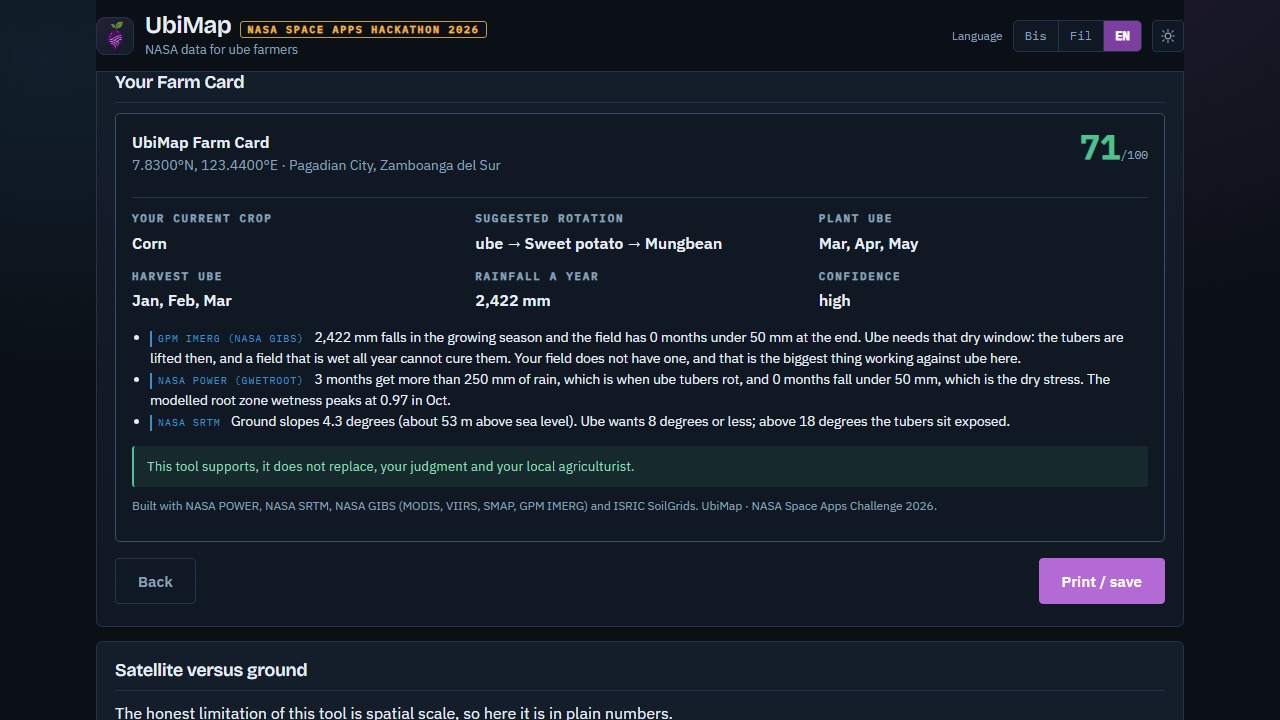 UbiMap NASA SPACE APPS HACKATHON 2026
NASA data for ube farmers
Language Bis Fil EN
Your Farm Card
UbiMap Farm Card
7.8300°N, 123.4400°E · Pagadian City, Zamboanga del Sur
71/100
YOUR CURRENT CROP
Corn
SUGGESTED ROTATION
ube → Sweet potato → Mungbean
PLANT UBE
Mar, Apr, May
HARVEST UBE
Jan, Feb, Mar
RAINFALL A YEAR
2,422 mm
CONFIDENCE
high
• GPM IMERG (NASA GIBS) 2,422 mm falls in the growing season and the field has 0 months under 50 mm at the end. Ube needs that dry window: the tubers are
lifted then, and a field that is wet all year cannot cure them. Your field does not have one, and that is the biggest thing working against ube here.
• NASA POWER (GWETROOT) 3 months get more than 250 mm of rain, which is when ube tubers rot, and 0 months fall under 50 mm, which is the dry stress. The
modelled root zone wetness peaks at 0.97 in Oct.
• NASA SRTM Ground slopes 4.3 degrees (about 53 m above sea level). Ube wants 8 degrees or less; above 18 degrees the tubers sit exposed.
This tool supports, it does not replace, your judgment and your local agriculturist.
Built with NASA POWER, NASA SRTM, NASA GIBS (MODIS, VIIRS, SMAP, GPM IMERG) and ISRIC SoilGrids. UbiMap · NASA Space Apps Challenge 2026.
Back
Print / save
Satellite versus ground
The honest limitation of this tool is spatial scale, so here it is in plain numbers.